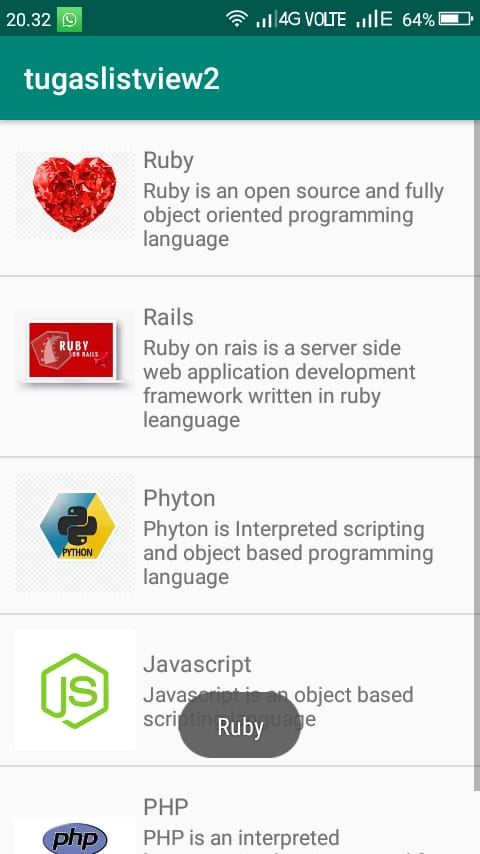 20.32 4G VOLTE E 64%
tugaslistview2
Ruby
Ruby is an open source and fully
object oriented programming
language
RUBY
ON RAILS
Rails
Ruby on rais is a server side
web application development
framework written in ruby
leanguage
PYTHON
Phyton
Phyton is Interpreted scripting
and object based programming
language
JS
Javascript
Javascript is an object based
scripting language
Ruby
php
PHP
PHP is an interpreted